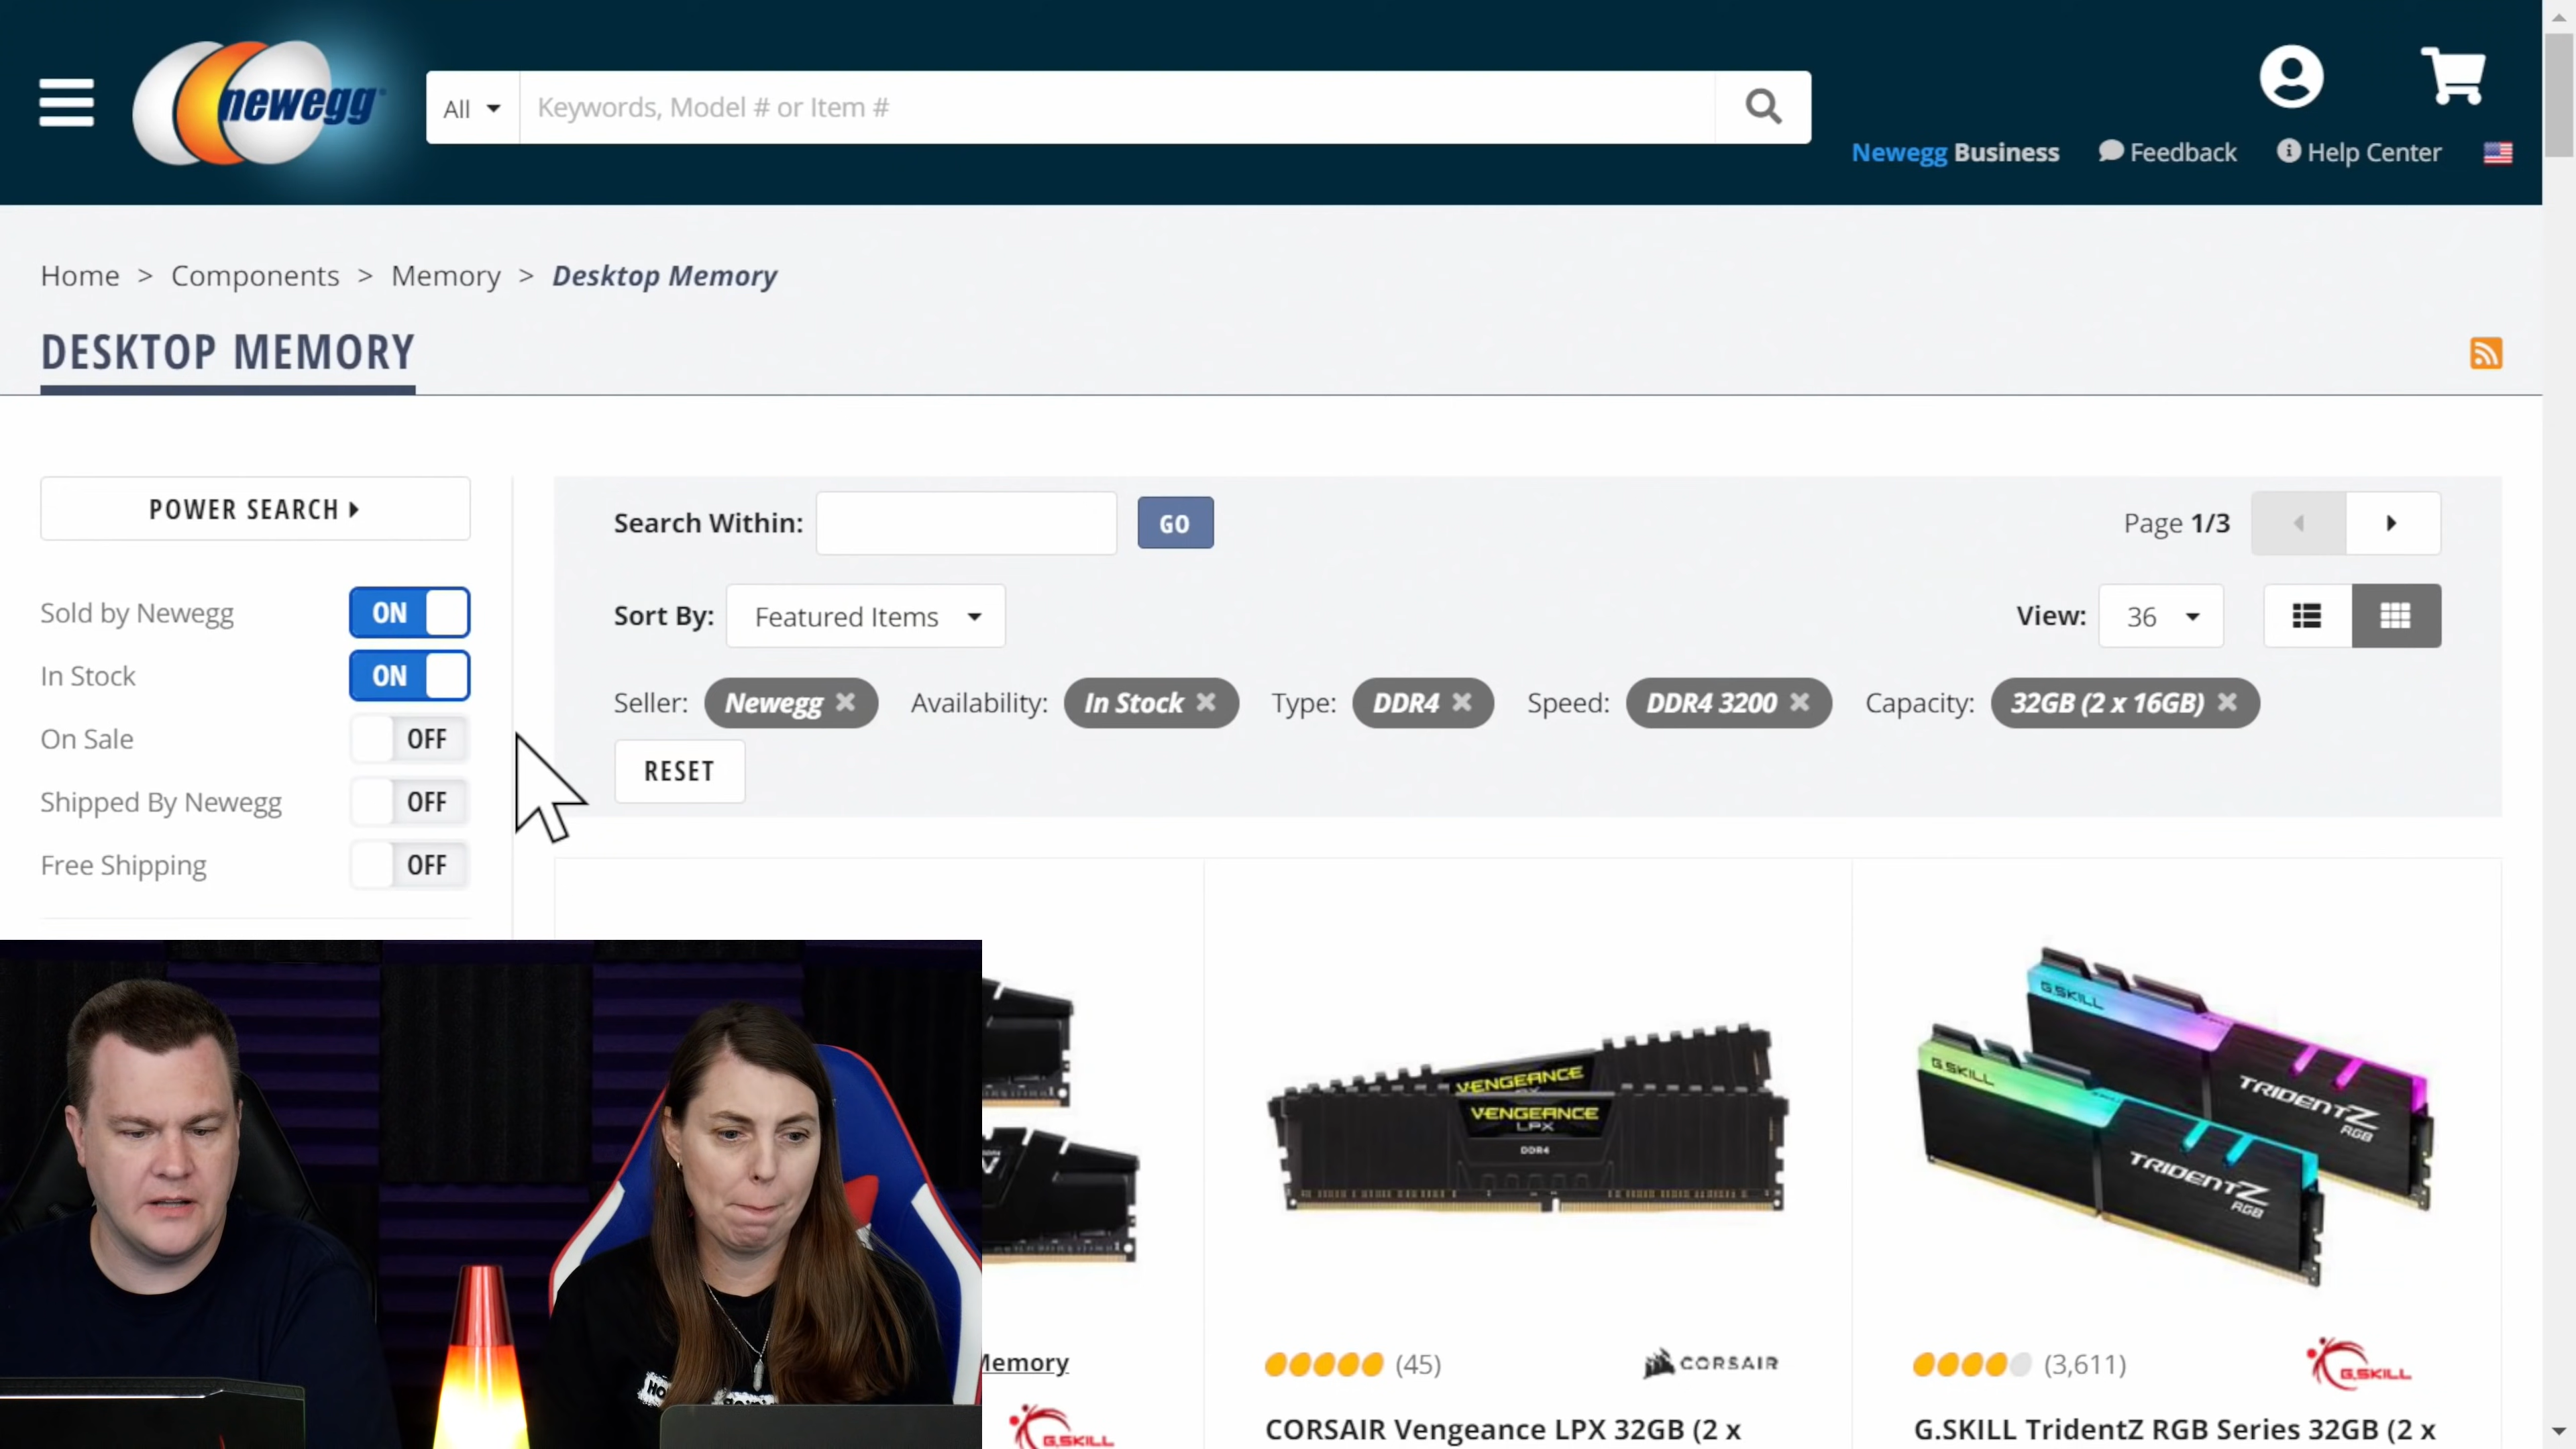 newegg
All
Keywords, Model # or Item #
Newegg Business
Feedback
Help Center
Home > Components > Memory > Desktop Memory
DESKTOP MEMORY
POWER SEARCH
Sold by Newegg ON
In Stock ON
On Sale OFF
Shipped By Newegg OFF
Free Shipping OFF
Search Within:
GO
Page 1/3
Sort By: Featured Items
View: 36
Seller: Newegg Availability: In Stock Type: DDR4 Speed: DDR4 3200 Capacity: 32GB (2 x 16GB)
RESET
VENGEANCE
VENGEANCE
LPX
DDR4
G.SKILL
G.SKILL
TRIDENTZ
RGB
TRIDENTZ
RGB
Memory
G.SKILL
(45)
CORSAIR
CORSAIR Vengeance LPX 32GB (2 x
(3,611)
G.SKILL
G.SKILL TridentZ RGB Series 32GB (2 x